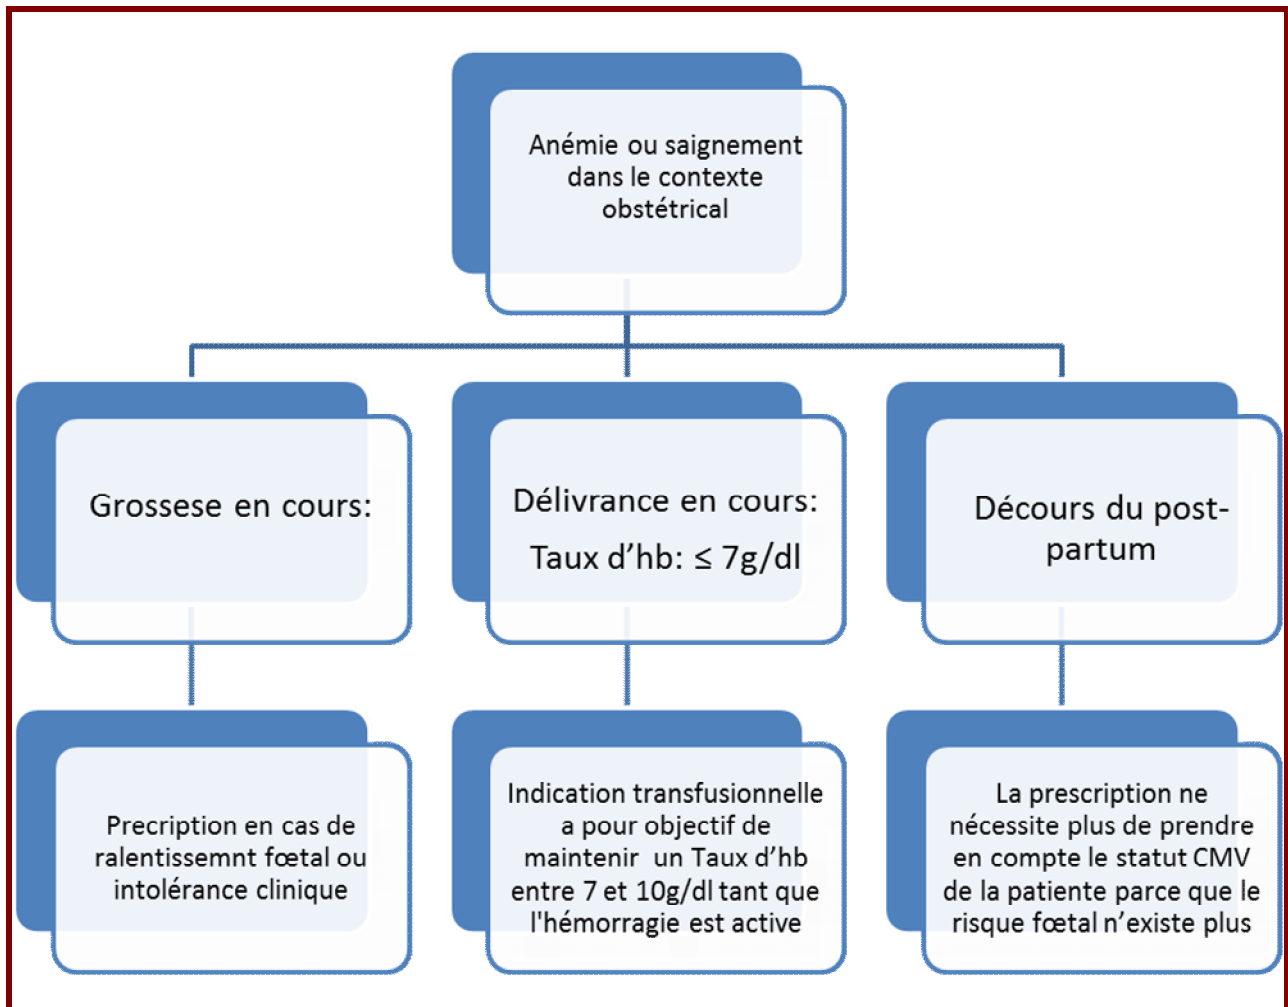 Anémie ou saignement
dans le contexte
obstétrical
Grossese en cours:
Délivrance en cours:
Taux d'hb: ≤ 7g/dl
Décours du post-
partum
Precription en cas de
ralentissemnt fœtal ou
intolérance clinique
Indication transfusionnelle
a pour objectif de
maintenir un Taux d'hb
entre 7 et 10g/dl tant que
l'hémorragie est active
La prescription ne
nécessite plus de prendre
en compte le statut CMV
de la patiente parce que le
risque fœtal n'existe plus